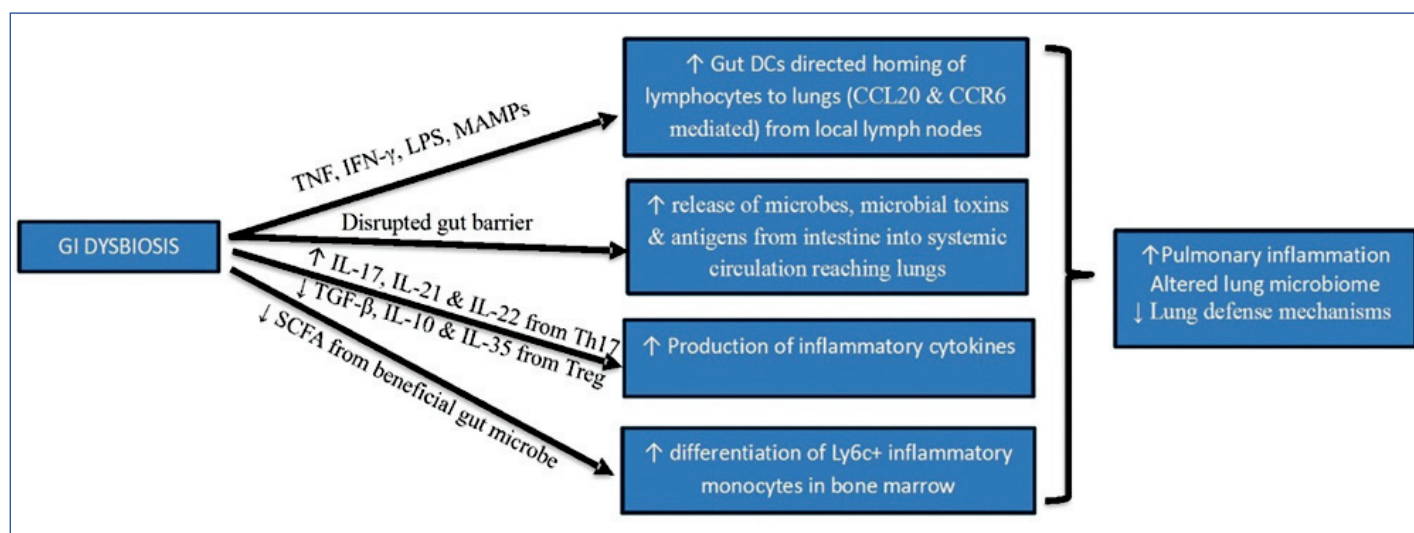 GI DYSBIOSIS
TNF, IFN-γ, LPS, MAMPs
↑ Gut DCs directed homing of
lymphocytes to lungs (CCL20 & CCR6
mediated) from local lymph nodes
Disrupted gut barrier
↑ release of microbes, microbial toxins
& antigens from intestine into systemic
circulation reaching lungs
↑ IL-17, IL-21 & IL-22 from Th17
↓ TGF-β, IL-10 & IL-35 from Treg
↑ Production of inflammatory cytokines
↓ SCFA from beneficial gut microbe
↑ differentiation of Ly6c+ inflammatory
monocytes in bone marrow
↑Pulmonary inflammation
Altered lung microbiome
↓ Lung defense mechanisms